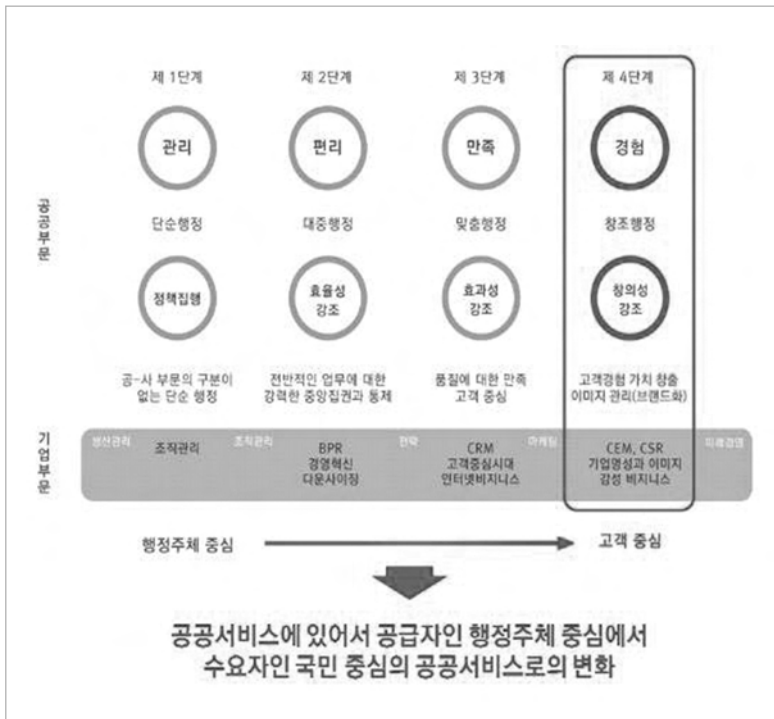 제 1단계
제 2단계
제 3단계
제 4단계
관리
편리
만족
경험
공공부문
단순행정
대중행정
맞춤행정
창조행정
정책집행
효율성
강조
효과성
강조
창의성
강조
공-사 부문의 구분이
없는 단순 행정
전반적인 업무에 대한
강력한 중앙집권과 통제
품질에 대한 만족
고객 중심
고객경험 가치 창출
이미지 관리(브랜드화)
기업부문
생산관리
조직관리
조직관리
BPR
경영혁신
다운사이징
전략
CRM
고객중심시대
인터넷비지니스
마케팅
CEM, CSR
기업명성과 이미지
감성 비지니스
미래경영
행정주체 중심
고객 중심
공공서비스에 있어서 공급자인 행정주체 중심에서
수요자인 국민 중심의 공공서비스로의 변화